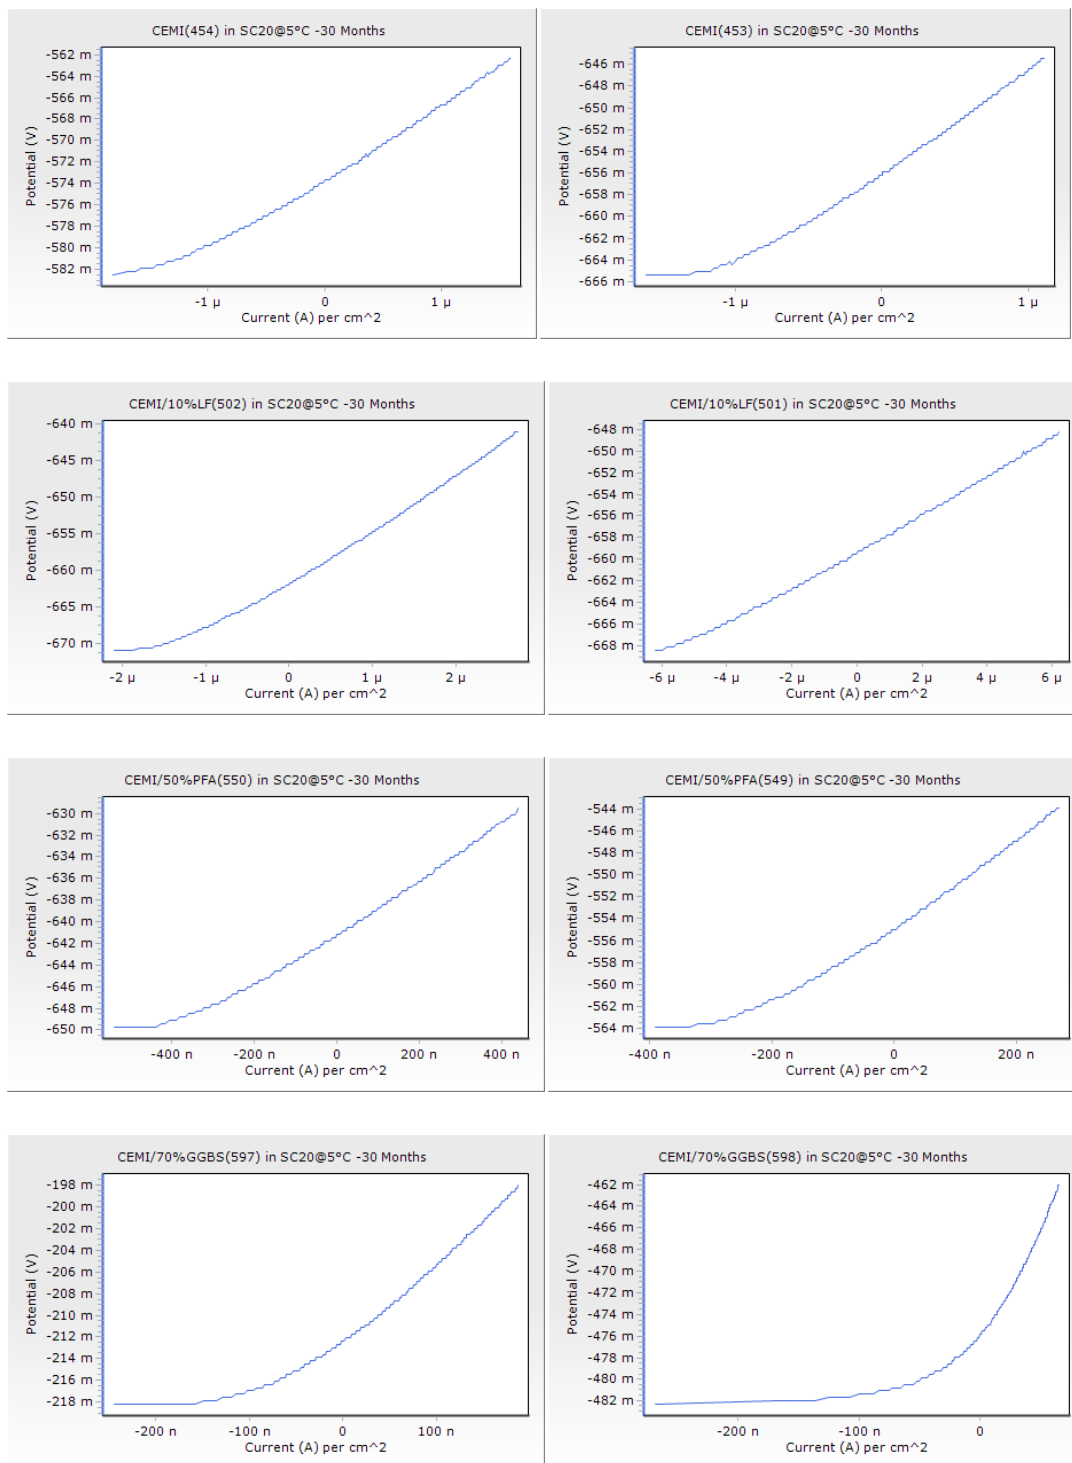 CEMI(454) in SC20@5°C -30 Months
-562 m
-564 m
-566 m
-568 m
-570 m
-572 m
-574 m
-576 m
-578 m
-580 m
-582 m
Potential (V)
-1 µ 0 1 µ
Current (A) per cm^2
CEMI(453) in SC20@5°C -30 Months
-646 m
-648 m
-650 m
-652 m
-654 m
-656 m
-658 m
-660 m
-662 m
-664 m
-666 m
Potential (V)
-1 µ 0 1 µ
Current (A) per cm^2
CEMI/10%LF(502) in SC20@5°C -30 Months
-640 m
-645 m
-650 m
-655 m
-660 m
-665 m
-670 m
Potential (V)
-2 µ -1 µ 0 1 µ 2 µ
Current (A) per cm^2
CEMI/10%LF(501) in SC20@5°C -30 Months
-648 m
-650 m
-652 m
-654 m
-656 m
-658 m
-660 m
-662 m
-664 m
-666 m
-668 m
Potential (V)
-6 µ -4 µ -2 µ 0 2 µ 4 µ 6 µ
Current (A) per cm^2
CEMI/50%PFA(550) in SC20@5°C -30 Months
-630 m
-632 m
-634 m
-636 m
-638 m
-640 m
-642 m
-644 m
-646 m
-648 m
-650 m
Potential (V)
-400 n -200 n 0 200 n 400 n
Current (A) per cm^2
CEMI/50%PFA(549) in SC20@5°C -30 Months
-544 m
-546 m
-548 m
-550 m
-552 m
-554 m
-556 m
-558 m
-560 m
-562 m
-564 m
Potential (V)
-400 n -200 n 0 200 n
Current (A) per cm^2
CEMI/70%GGBS(597) in SC20@5°C -30 Months
-198 m
-200 m
-202 m
-204 m
-206 m
-208 m
-210 m
-212 m
-214 m
-216 m
-218 m
Potential (V)
-200 n -100 n 0 100 n
Current (A) per cm^2
CEMI/70%GGBS(598) in SC20@5°C -30 Months
-462 m
-464 m
-466 m
-468 m
-470 m
-472 m
-474 m
-476 m
-478 m
-480 m
-482 m
Potential (V)
-200 n -100 n 0
Current (A) per cm^2